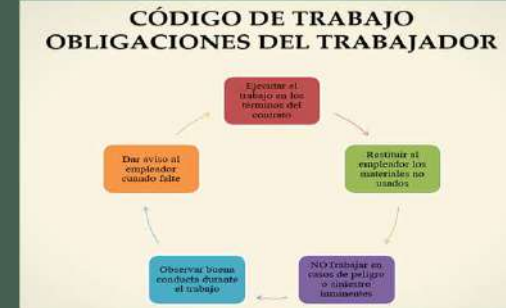 CÓDIGO DE TRABAJO
OBLIGACIONES DEL TRABAJADOR
Ejecutar el
trabajo en los
términos del
contrato
Restituir al
empleador los
materiales no
usados
NO Trabajar en
casos de peligro
o siniestro
inminentes
Observar buena
conducta durante
el trabajo
Dar aviso al
empleador
cuando falte